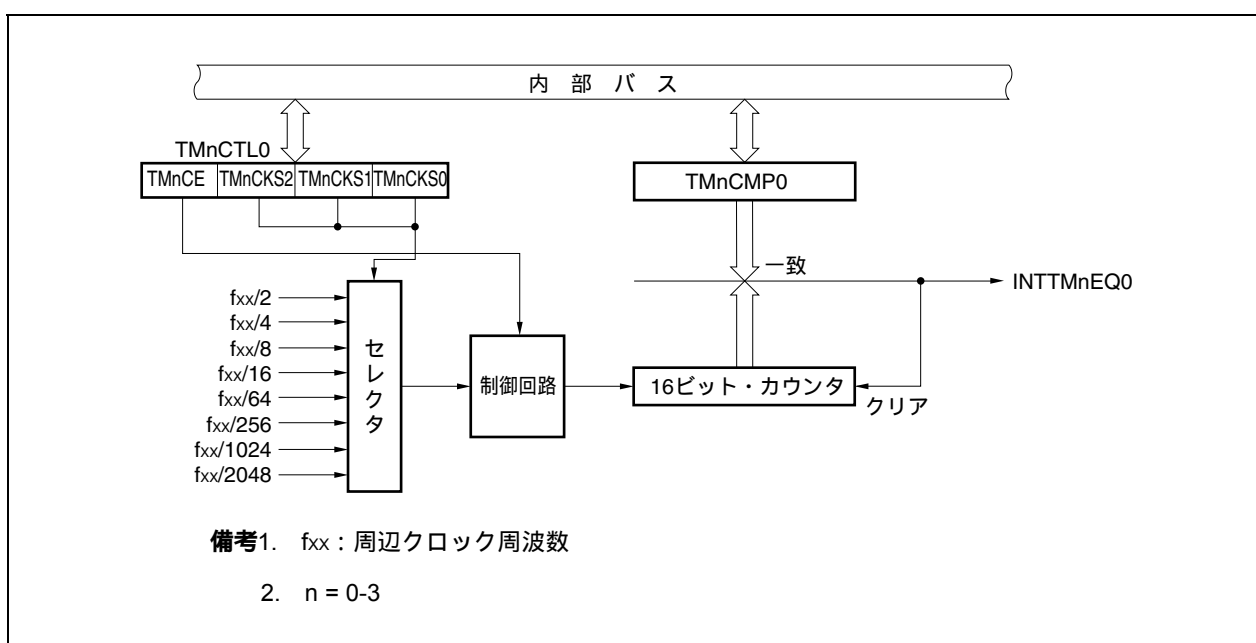 内 部 バ ス
TMnCTL0
TMnCE TMnCKS2 TMnCKS1 TMnCKS0
TMnCMP0
一致
INTTMnEQ0
fxx/2
fxx/4
fxx/8
fxx/16
fxx/64
fxx/256
fxx/1024
fxx/2048
セレクタ
制御回路
16ビット・カウンタ
クリア
備考1. fxx：周辺クロック周波数
2. n = 0-3